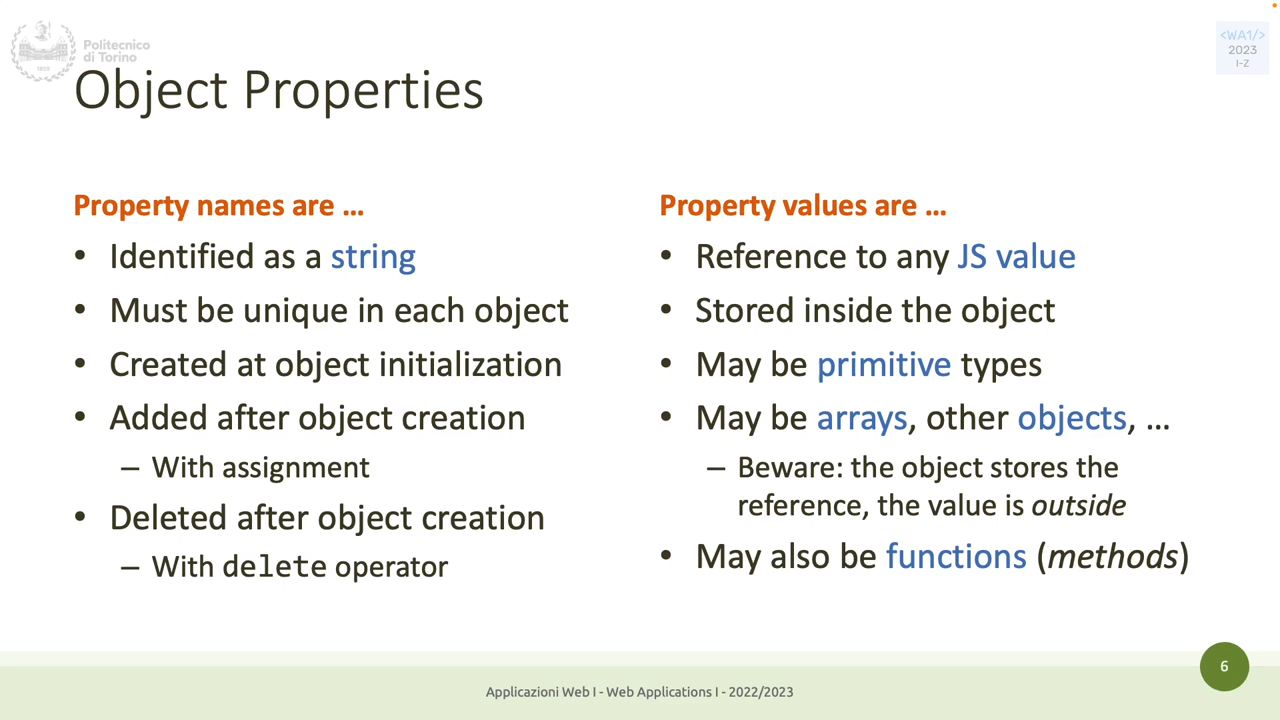 Politecnico
di Torino
1859
<WA1/>
2023
I-Z
Object Properties
Property names are …
• Identified as a string
• Must be unique in each object
• Created at object initialization
• Added after object creation
– With assignment
• Deleted after object creation
– With delete operator
Property values are …
• Reference to any JS value
• Stored inside the object
• May be primitive types
• May be arrays, other objects, …
– Beware: the object stores the
reference, the value is outside
• May also be functions (methods)
Applicazioni Web I - Web Applications I - 2022/2023
6